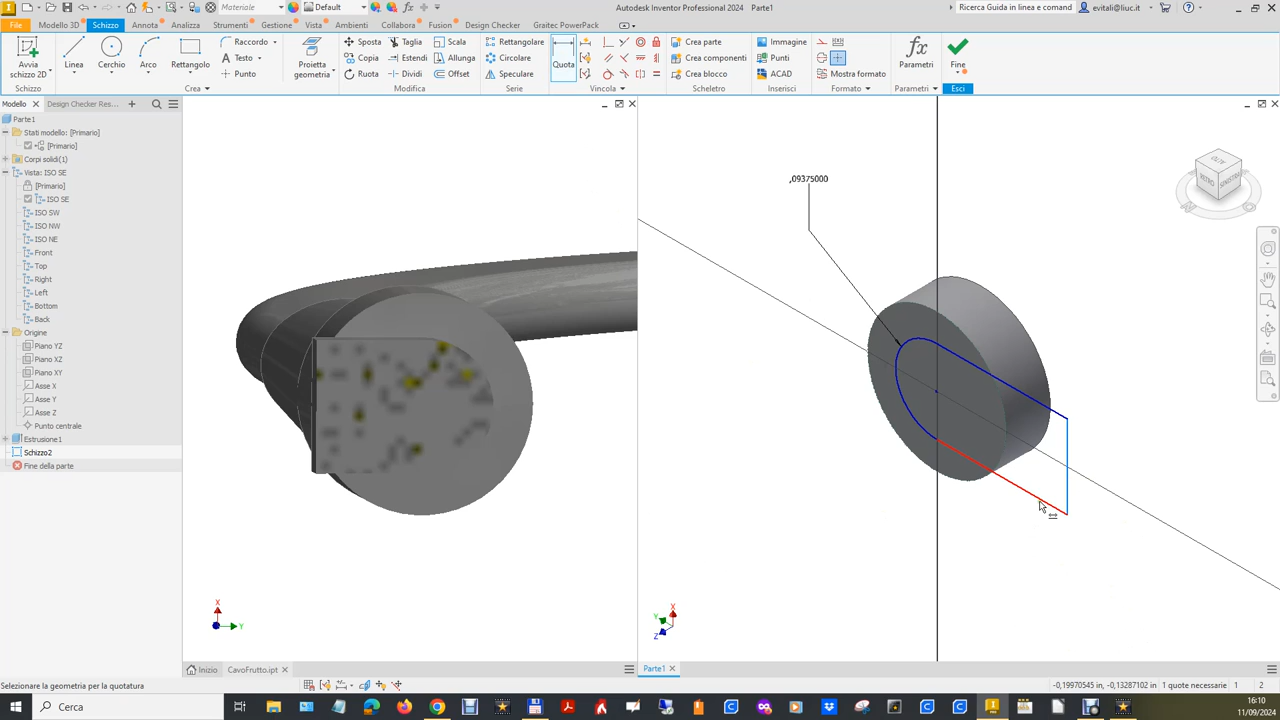 Materiale
Default
Autodesk Inventor Professional 2024
Parte1
Ricerca Guida in linea e comand
evitali@liuc.it
File
Modello 3D
Schizzo
Annota
Analizza
Strumenti
Gestione
Vista
Ambienti
Collabora
Fusion
Design Checker
Graitec PowerPack
Avvia
schizzo 2D
Linea
Cerchio
Arco
Rettangolo
Raccordo
Testo
Punto
Proietta
geometria
Sposta
Copia
Ruota
Taglia
Estendi
Dividi
Scala
Allunga
Offset
Rettangolare
Circolare
Speculare
Quota
Crea parte
Crea componenti
Crea blocco
Immagine
Punti
ACAD
Mostra formato
fx
Parametri
Fine
Schizzo
Crea
Modifica
Serie
Vincola
Scheletro
Inserisci
Formato
Parametri
Esci
Modello
Design Checker Res...
Parte1
Stati modello: [Primario]
[Primario]
Corpi solidi(1)
Vista: ISO SE
[Primario]
ISO SE
ISO SW
ISO NW
ISO NE
Front
Top
Right
Left
Bottom
Back
Origine
Piano YZ
Piano XZ
Piano XY
Asse X
Asse Y
Asse Z
Punto centrale
Estrusione1
Schizzo2
Fine della parte
,09375000
RETRO
SINISTRO
X
Y
X
Y
Z
Inizio
CavoFrutto.ipt
Parte1
Selezionare la geometria per la quotatura
-0,19970545 in, -0,13287102 in
1 quote necessarie
1
2
Cerca
16:10
11/09/2024